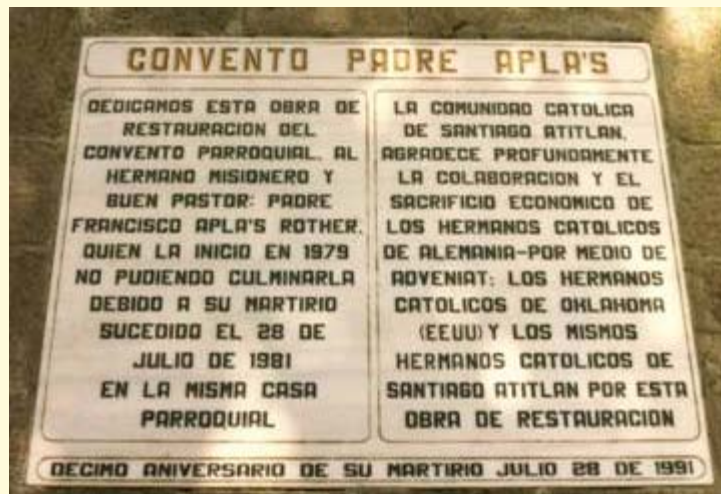 CONVENTO PADRE APLA'S
DEDICAMOS ESTA OBRA DE
RESTAURACION DEL
CONVENTO PARROQUIAL. AL
HERMANO MISIONERO Y
BUEN PASTOR: PADRE
FRANCISCO APLA'S ROTHER.
QUIEN LA INICIO EN 1979
NO PUDIENDO CULMINARLA
DEBIDO A SU MARTIRIO
SUCEDIDO EL 28 DE
JULIO DE 1981
EN LA MISMA CASA
PARROQUIAL
LA COMUNIDAD CATOLICA
DE SANTIAGO ATITLAN.
AGRADECE PROFUNDAMENTE
LA COLABORACION Y EL
SACRIFICIO ECONOMICO DE
LOS HERMANOS CATOLICOS
DE ALEMANIA-POR MEDIO DE
ADVENIAT; LOS HERMANOS
CATOLICOS DE OKLAHOMA
(EEUU) Y LOS MISMOS
HERMANOS CATOLICOS DE
SANTIAGO ATITLAN POR ESTA
OBRA DE RESTAURACION
DECIMO ANIVERSARIO DE SU MARTIRIO JULIO 28 DE 1991